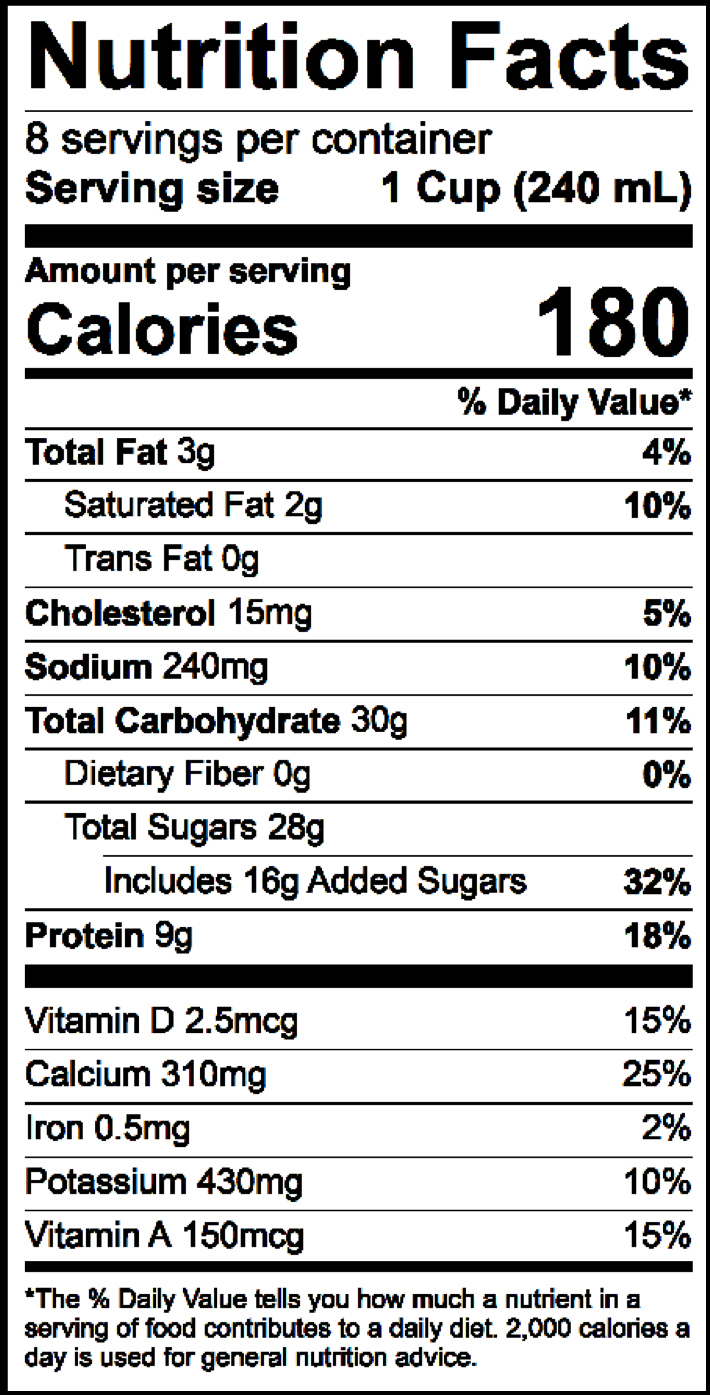 Nutrition Facts
8 servings per container
Serving size 1 Cup (240 mL)
Amount per serving
Calories 180
% Daily Value*
Total Fat 3g 4%
Saturated Fat 2g 10%
Trans Fat 0g
Cholesterol 15mg 5%
Sodium 240mg 10%
Total Carbohydrate 30g 11%
Dietary Fiber 0g 0%
Total Sugars 28g
Includes 16g Added Sugars 32%
Protein 9g 18%
Vitamin D 2.5mcg 15%
Calcium 310mg 25%
Iron 0.5mg 2%
Potassium 430mg 10%
Vitamin A 150mcg 15%
*The % Daily Value tells you how much a nutrient in a
serving of food contributes to a daily diet. 2,000 calories a
day is used for general nutrition advice.